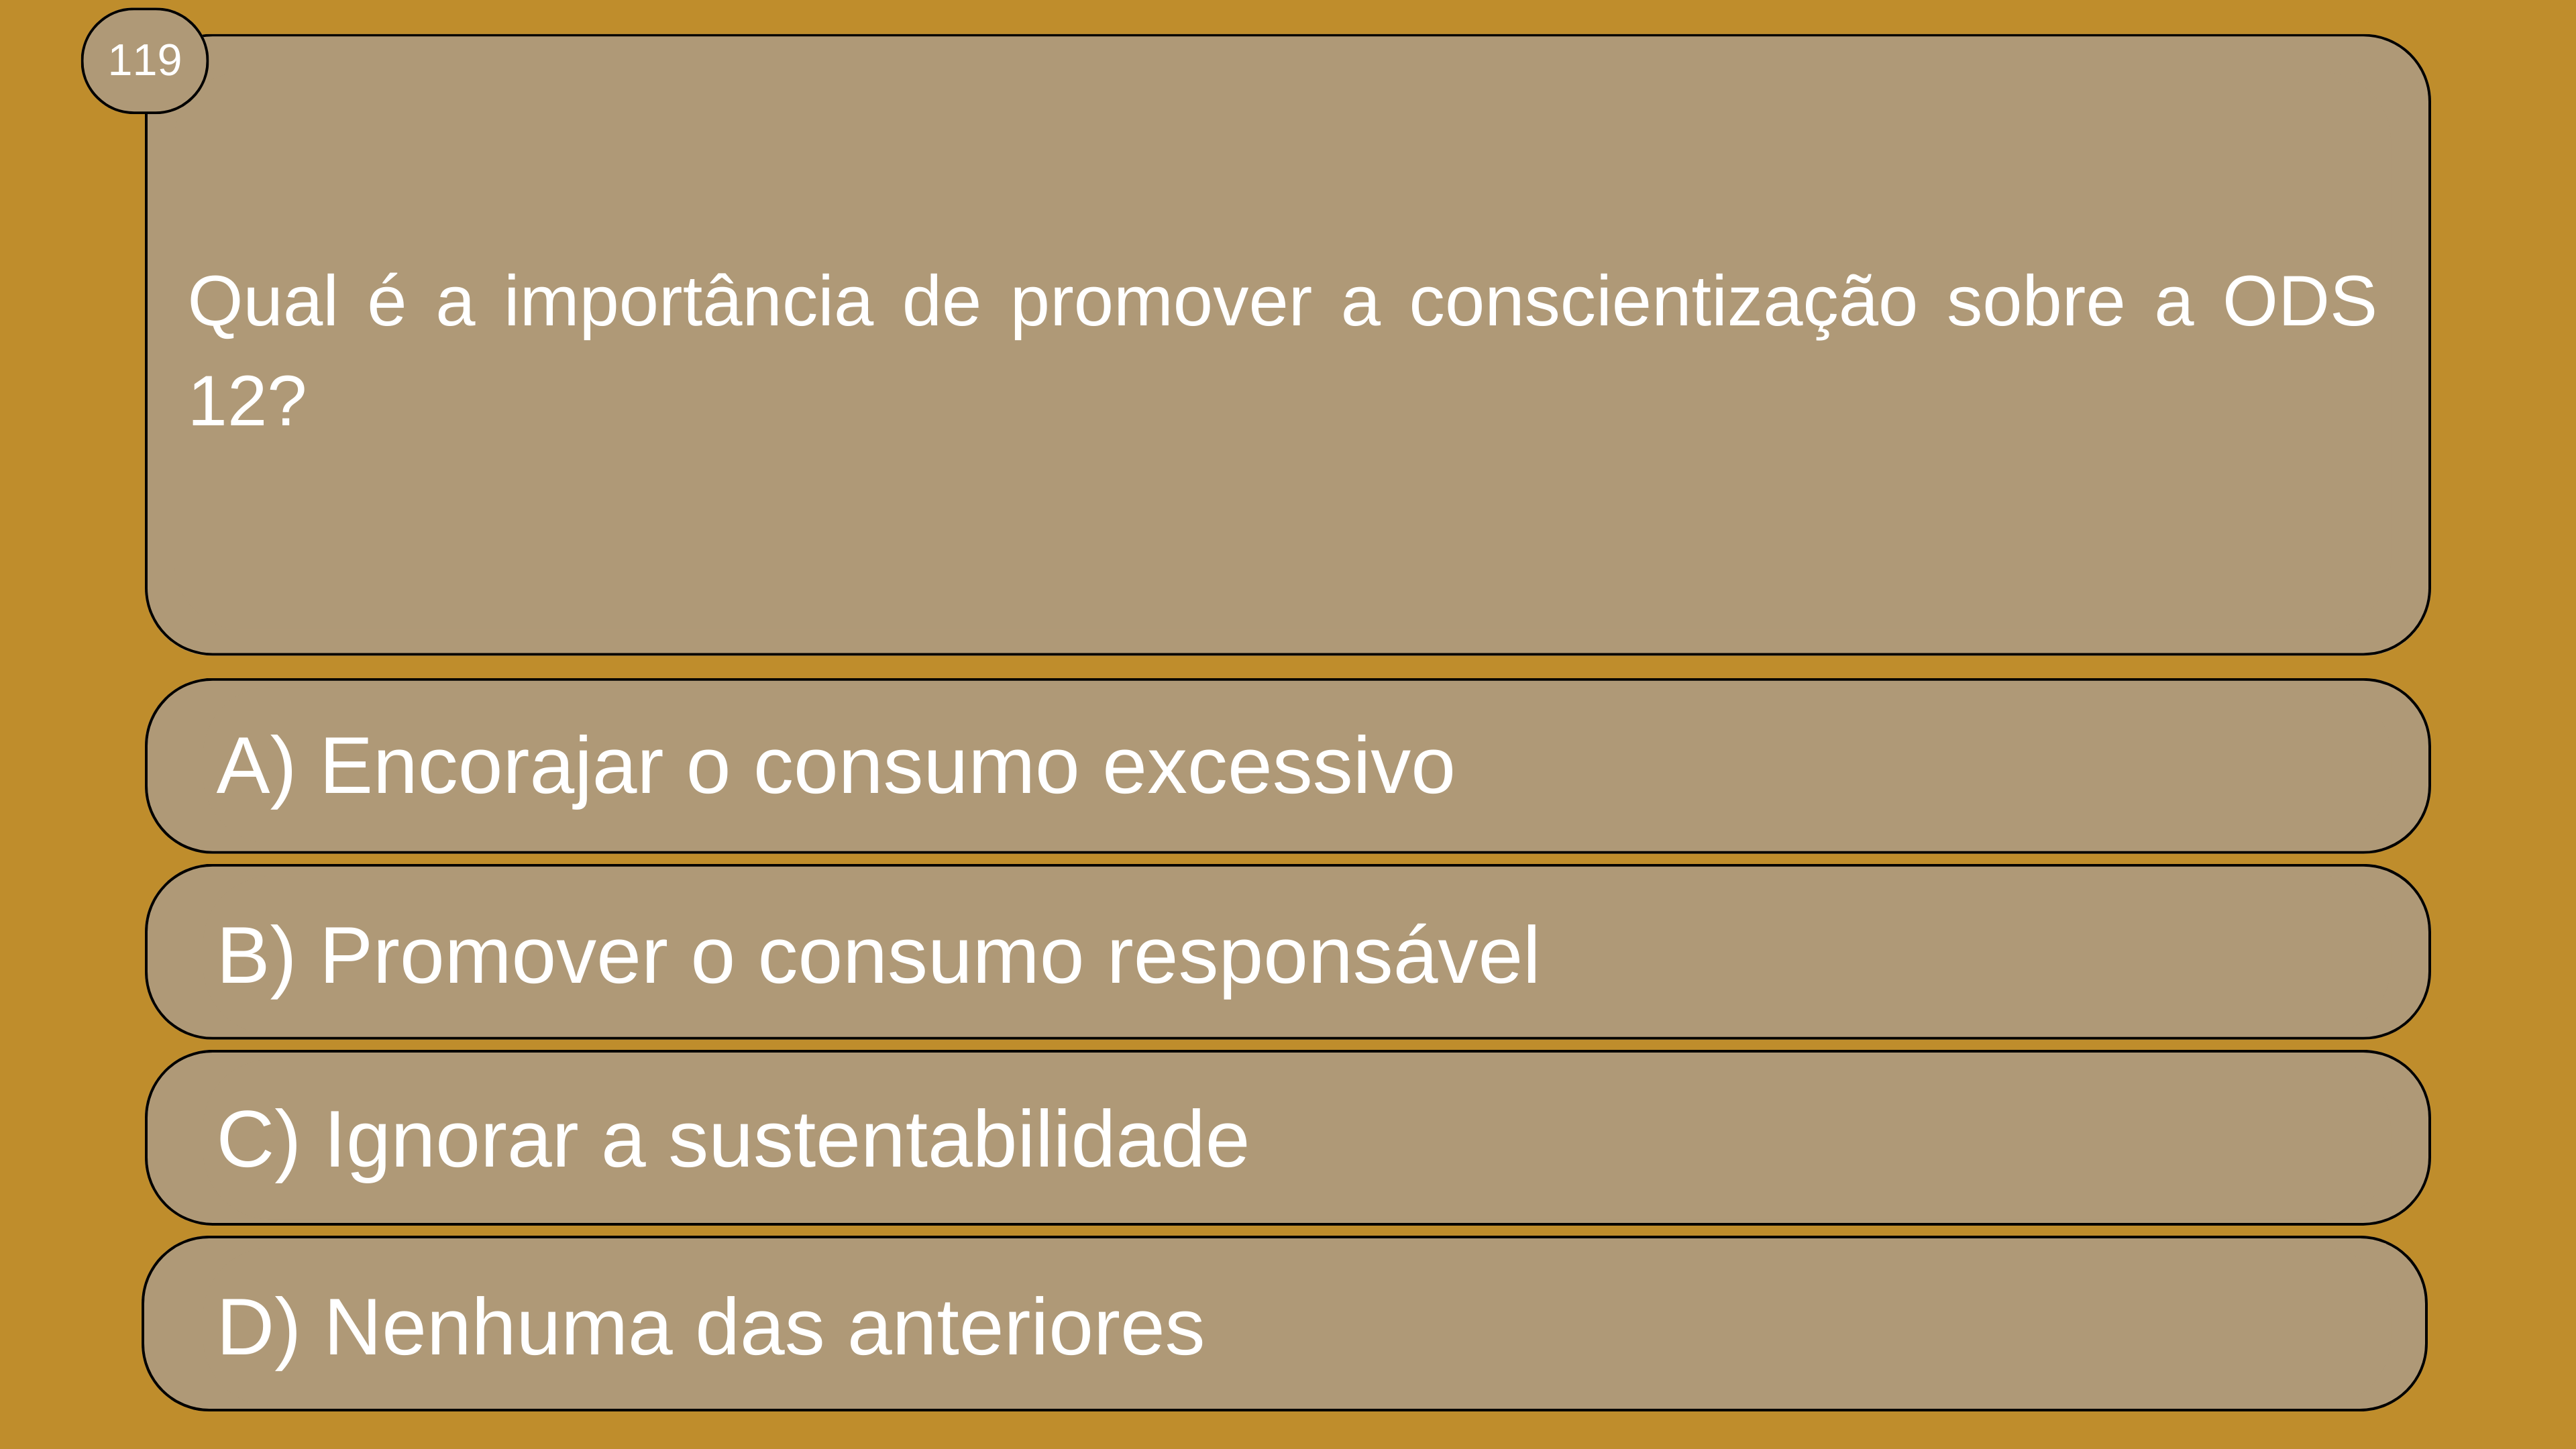 119
Qual é a importância de promover a conscientização sobre a ODS
12?
A) Encorajar o consumo excessivo
B) Promover o consumo responsável
C) Ignorar a sustentabilidade
D) Nenhuma das anteriores